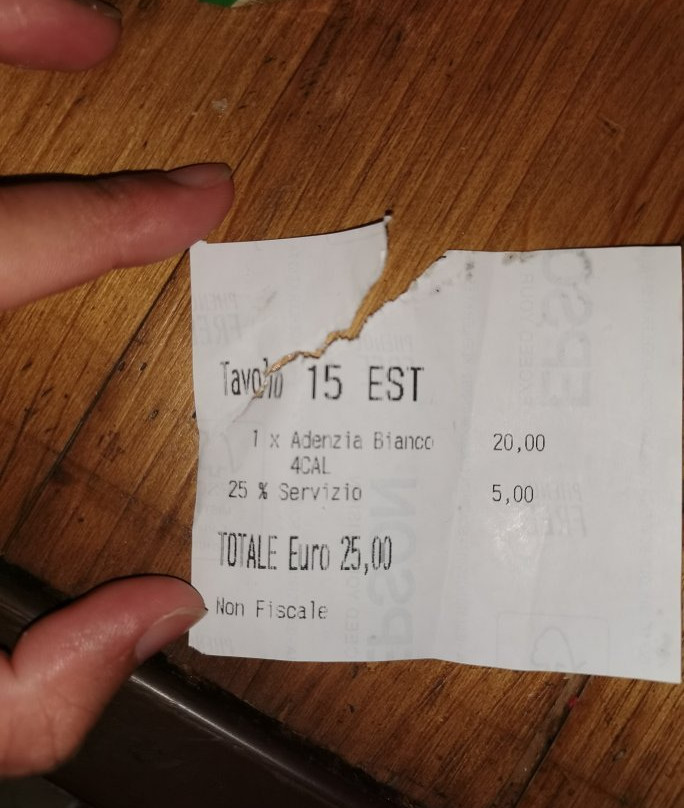 Tavolo 15 EST
1 x Adenzia Bianco 20,00
4CAL
25 % Servizio 5,00
TOTALE Euro 25,00
Non Fiscale